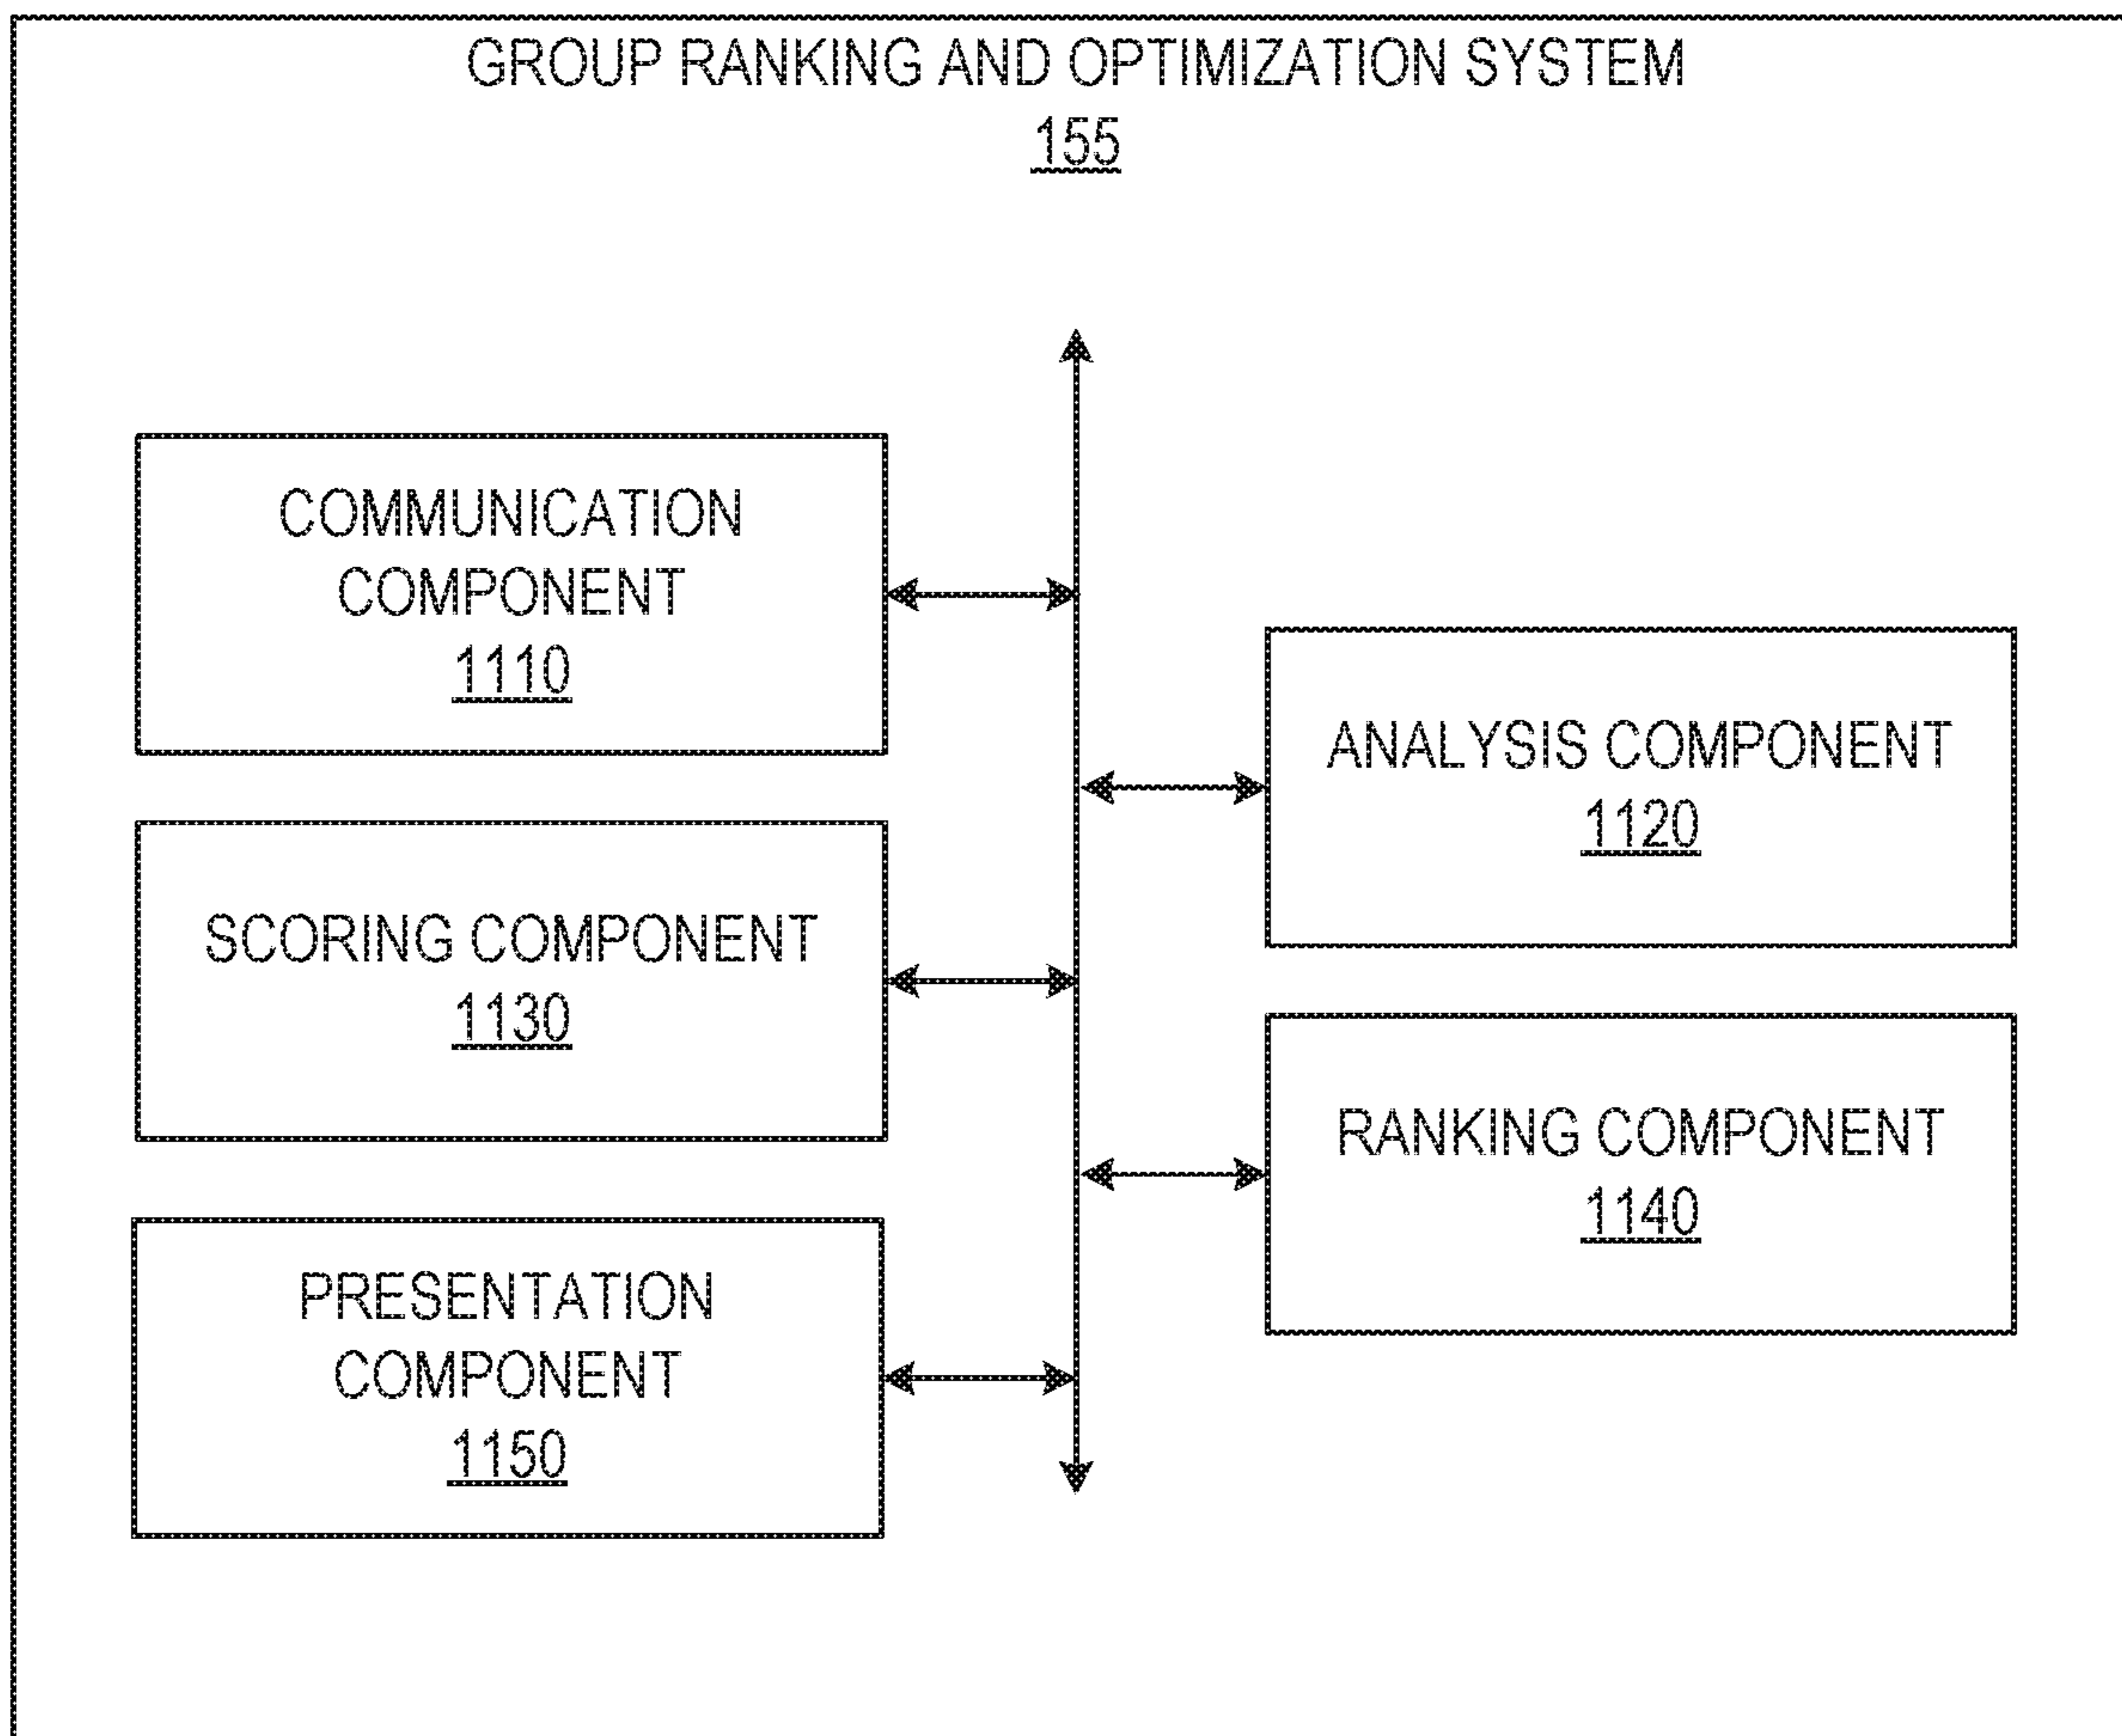 GROUP RANKING AND OPTIMIZATION SYSTEM
155
COMMUNICATION
COMPONENT
1110
ANALYSIS COMPONENT
1120
SCORING COMPONENT
1130
RANKING COMPONENT
1140
PRESENTATION
COMPONENT
1150